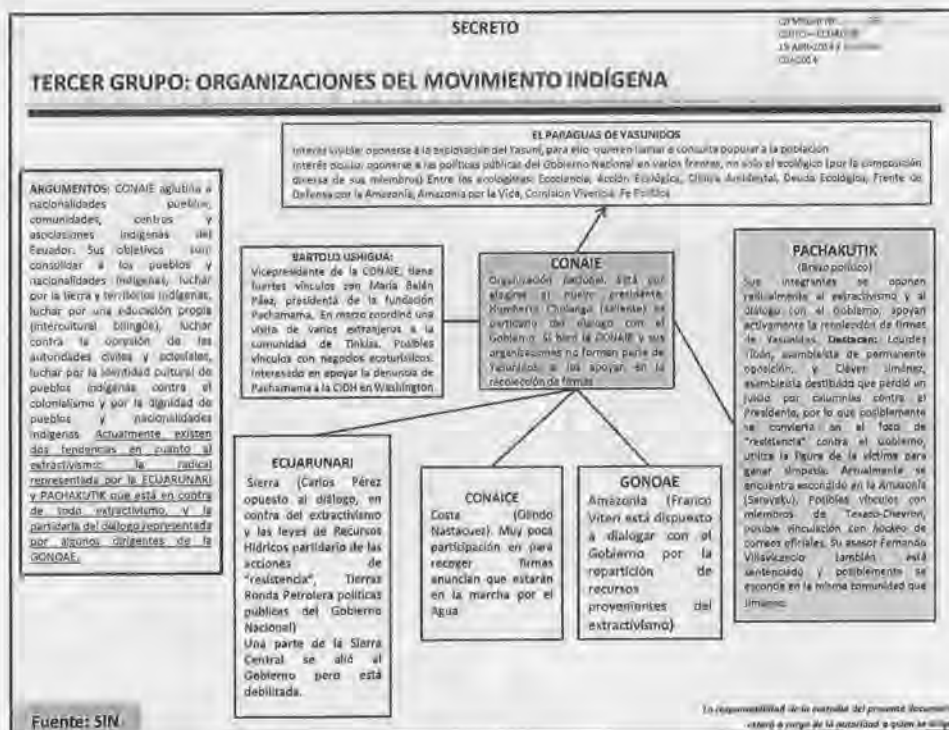 SECRETO
QUITO – ECUADOR
TERCER GRUPO: ORGANIZACIONES DEL MOVIMIENTO INDÍGENA
EL PARAGUAS DE YASUNIDOS
Interés visible: oponerse a la explotación del Yasuní, para ello quieren llamar a consulta popular a la población
Interés oculto: oponerse a las políticas públicas del Gobierno Nacional en varios frentes, no solo el ecológico (por la composición
diversa de sus miembros) Entre los ecologistas: Ecociencia, Acción Ecológica, Clínica Ambiental, Deuda Ecológica, Frente de
Defensa por la Amazonía, Amazonía por la Vida, Comisión Vivencia, Fe Política
ARGUMENTOS: CONAIE aglutina a
nacionalidades pueblos,
comunidades, centros y
asociaciones indígenas del
Ecuador. Sus objetivos son:
consolidar a los pueblos y
nacionalidades indígenas, luchar
por la tierra y territorios indígenas,
luchar por una educación propia
(intercultural bilingüe), luchar
contra la opresión de las
autoridades civiles y
luchar por la identidad cultural de
pueblos indígenas contra el
colonialismo y por la dignidad de
pueblos y nacionalidades
indígenas. Actualmente existen
dos tendencias en cuanto al
extractivismo: la radical
representada por la ECUARUNARI
y PACHAKUTIK que está en contra
de todo extractivismo, y la
partidaria del diálogo representada
por algunos dirigentes de la
GONOAE.
BARTOLO USHIGUA:
Vicepresidente de la CONAIE, tiene
fuertes vínculos con María Belén
Páez, presidenta de la fundación
Pachamama. En marzo coordinó una
visita de varios extranjeros a la
comunidad de Tinkias. Posibles
vínculos con negocios ecoturísticos.
Interesado en apoyar la denuncia de
Pachamama a la CIDH en Washington
CONAIE
Organización nacional. Está por
elegirse el nuevo presidente.
Humberto Cholango (saliente) es
partidario del diálogo con el
Gobierno. Si bien la CONAIE y sus
organizaciones no forman parte de
Yasunidos, si los apoyan en la
recolección de firmas
PACHAKUTIK
(Brazo político)
Sus integrantes se oponen
radicalmente al extractivismo y al
diálogo con el Gobierno, apoyan
activamente la recolección de firmas
de Yasunidos. Destacan: Lourdes
Tibán, asambleísta de permanente
oposición, y Cléver Jiménez,
asambleísta destituido que perdió un
juicio por calumnias contra el
Presidente, por lo que posiblemente
se convierta en el foco de
"resistencia" contra el Gobierno,
utiliza la figura de la víctima para
ganar simpatía. Actualmente se
encuentra escondido en la Amazonía
(Sarayaku). Posibles vínculos con
miembros de Texaco-Chevron,
posible vinculación con hackeo de
correos oficiales. Su asesor Fernando
Villavicencio también está
sentenciado y posiblemente se
esconde en la misma comunidad que
Jiménez.
ECUARUNARI
Sierra (Carlos Pérez
opuesto al diálogo, en
contra del extractivismo
y las leyes de Recursos
Hídricos partidario de las
acciones de
"resistencia", Tierras
Ronda Petrolera políticas
publicas del Gobierno
Nacional)
Una parte de la Sierra
Central se alió al
Gobierno pero está
debilitada.
CONAICE
Costa (Olindo
Nastacuez). Muy poca
participación en para
recoger firmas
anuncian que estarán
en la marcha por el
Agua
GONOAE
Amazonía (Franco
Viteri está dispuesto
a dialogar con el
Gobierno por la
repartición de
recursos
provenientes del
extractivismo)
Fuente: SIN
La responsabilidad de la custodia del presente documento
estará a cargo de la autoridad a quien se